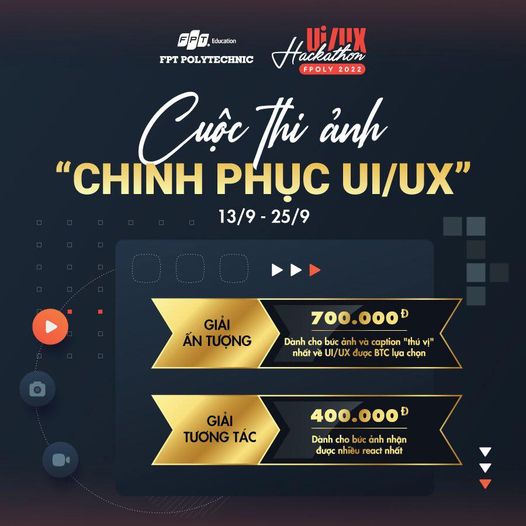 FPT. Education
FPT POLYTECHNIC
Ui/UX
Hackathon
FPOLY 2022
Cuộc thi ảnh
“CHINH PHỤC UI/UX”
13/9 - 25/9
GIẢI
ẤN TƯỢNG
700.000Đ
Dành cho bức ảnh và caption "thú vị"
nhất về UI/UX được BTC lựa chọn
GIẢI
TƯƠNG TÁC
400.000Đ
Dành cho bức ảnh nhận
được nhiều react nhất